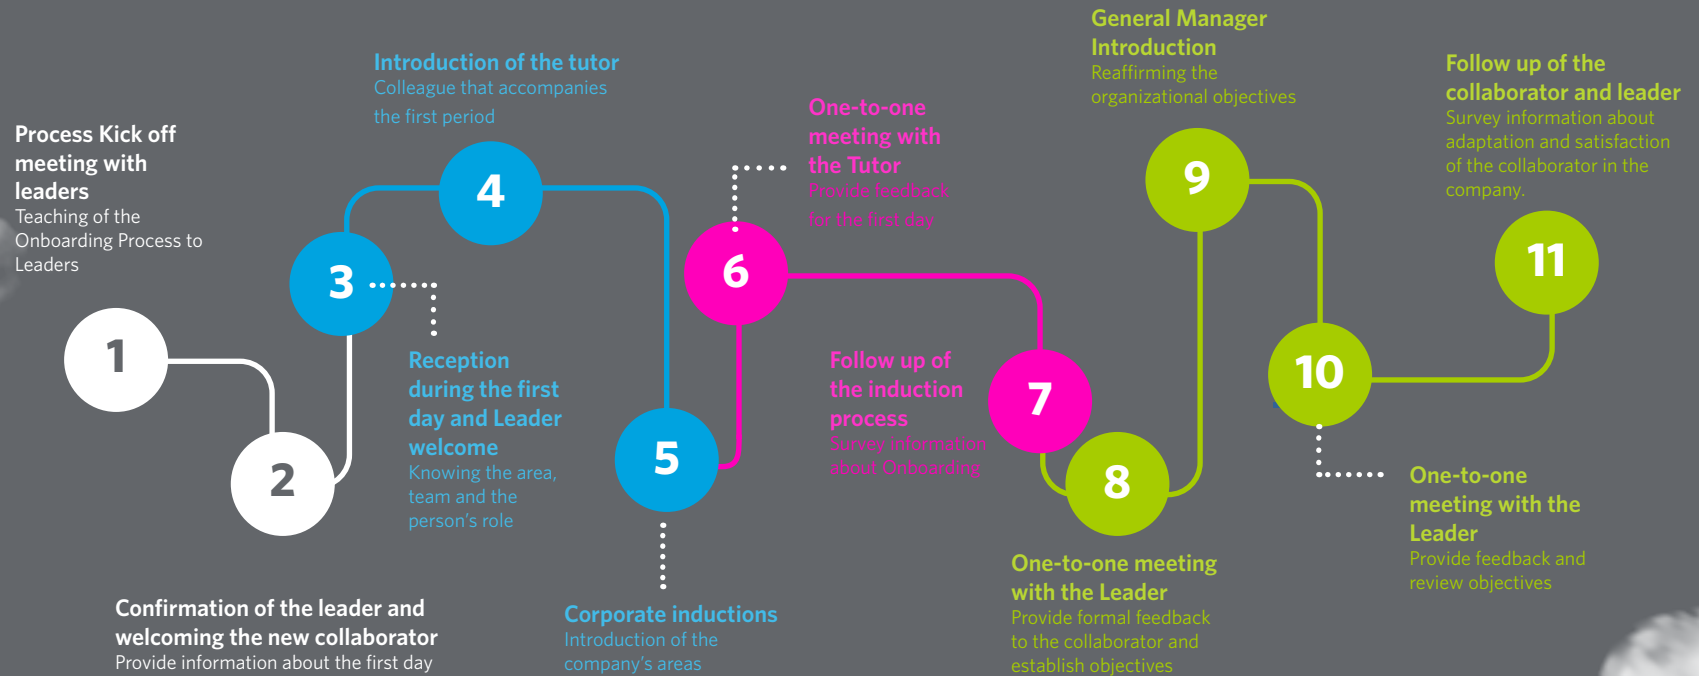 1
Process Kick off
meeting with
leaders
Teaching of the
Onboarding Process to
Leaders
2
Confirmation of the leader and
welcoming the new collaborator
Provide information about the first day
3
Reception
during the first
day and Leader
welcome
Knowing the area,
team and the
person's role
4
Introduction of the tutor
Colleague that accompanies
the first period
5
Corporate inductions
Introduction of the
company's areas
6
One-to-one
meeting with
the Tutor
Provide feedback
for the first day
7
Follow up of
the induction
process
Survey information
about Onboarding
8
One-to-one meeting
with the Leader
Provide formal feedback
to the collaborator and
establish objectives
9
General Manager
Introduction
Reaffirming the
organizational objectives
10
One-to-one
meeting with the
Leader
Provide feedback and
review objectives
11
Follow up of the
collaborator and leader
Survey information about
adaptation and satisfaction
of the collaborator in the
company.